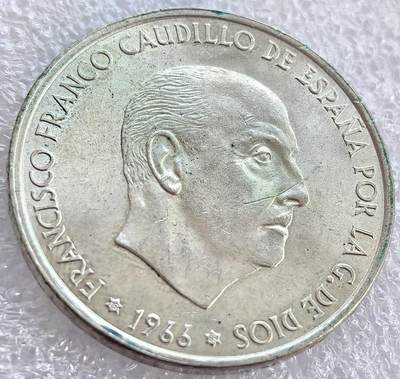 FRANCISCO·FRANCO CAUDILLO DE ESPAÑA POR LA G. DE DIOS
1966